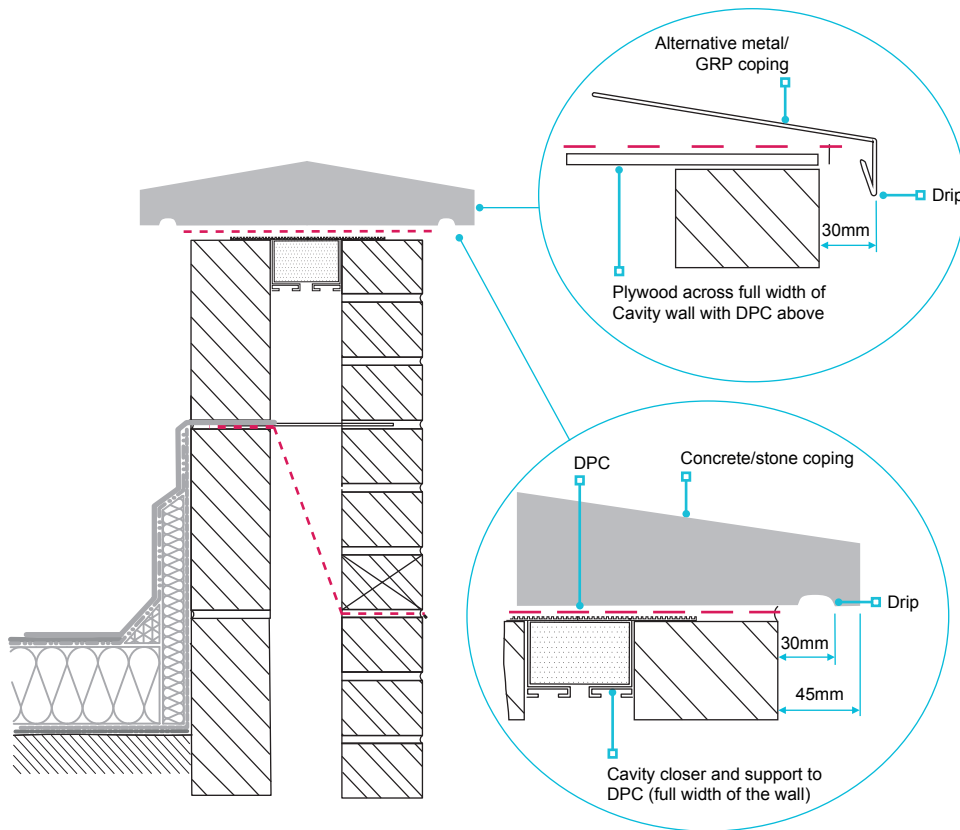 Alternative metal/
GRP coping
Drip
30mm
Plywood across full width of
Cavity wall with DPC above
DPC
Concrete/stone coping
Drip
30mm
45mm
Cavity closer and support to
DPC (full width of the wall)